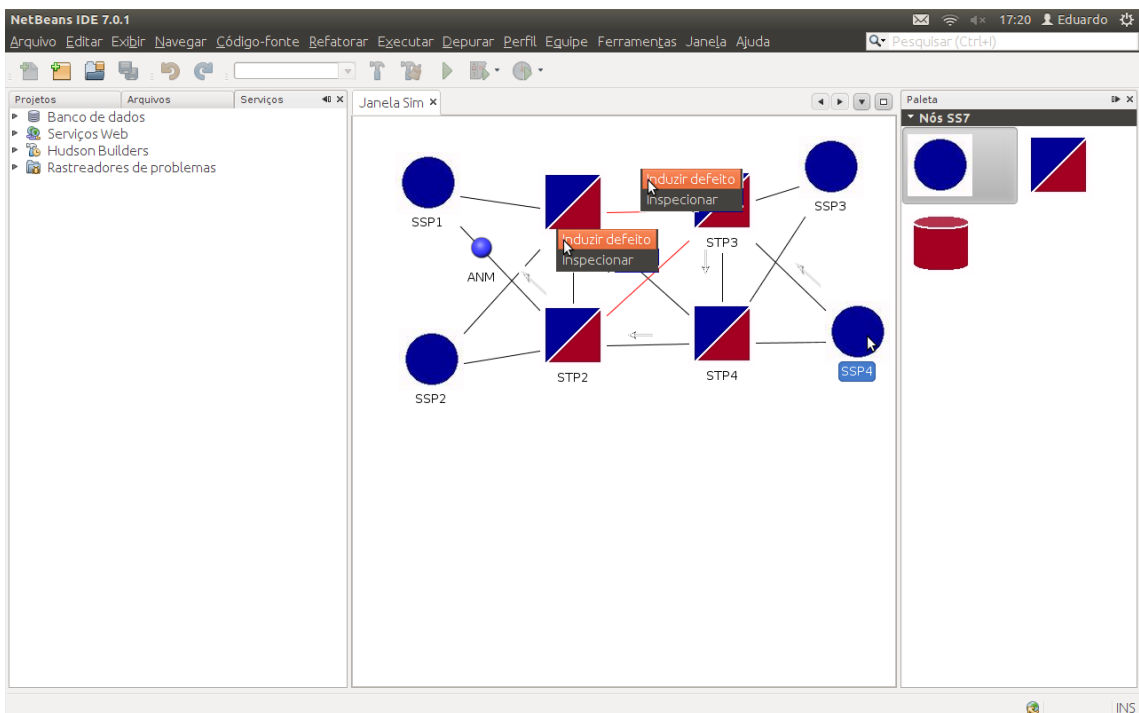 NetBeans IDE 7.0.1 17:20 Eduardo
Arquivo Editar Exibir Navegar Código-fonte Refatorar Executar Depurar Perfil Equipe Ferramentas Janela Ajuda Pesquisar (Ctrl+I)
Projetos Arquivos Serviços
Janela Sim
Paleta
Nós SS7
Banco de dados
Serviços Web
Hudson Builders
Rastreadores de problemas
Induzir defeito
Inspecionar
SSP1
SSP3
STP3
Induzir defeito
Inspecionar
ANM
SSP4
STP2
STP4
SSP2
INS